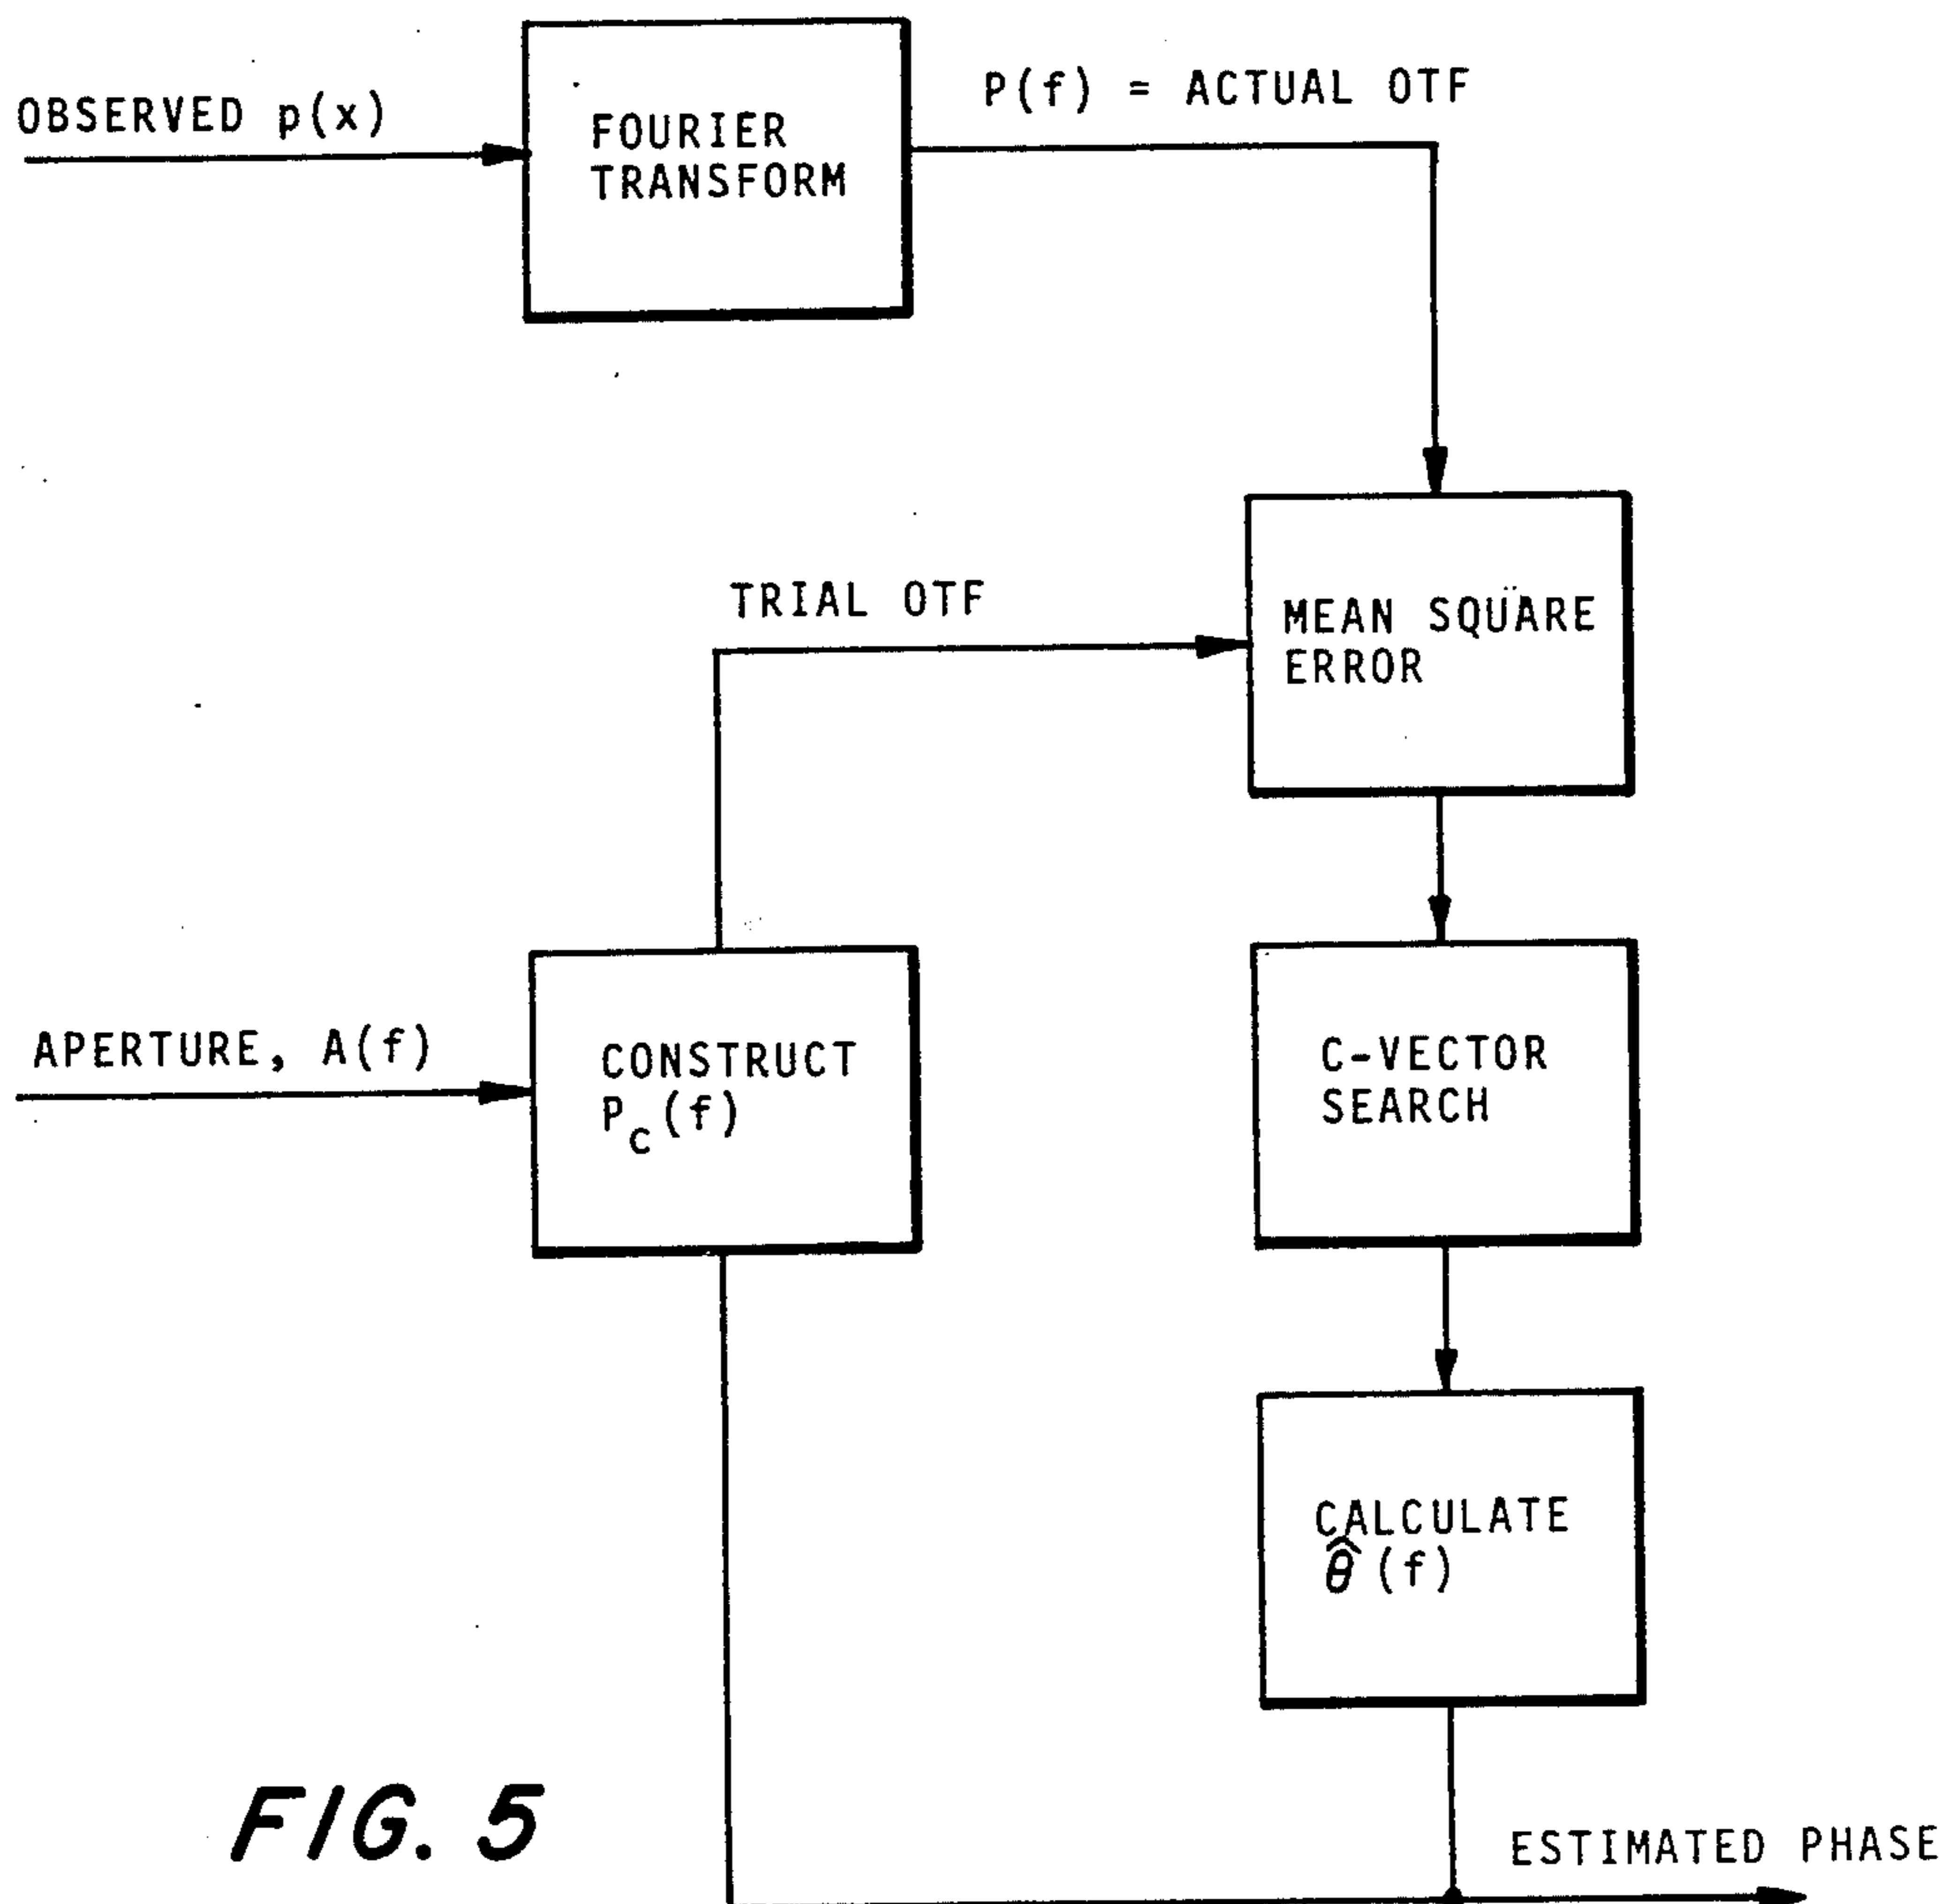 OBSERVED p(x)
FOURIER
TRANSFORM
P(f) = ACTUAL OTF
TRIAL OTF
MEAN SQUARE
ERROR
APERTURE, A(f)
CONSTRUCT
P_c(f)
C-VECTOR
SEARCH
CALCULATE
θ̂(f)
FIG. 5
ESTIMATED PHASE